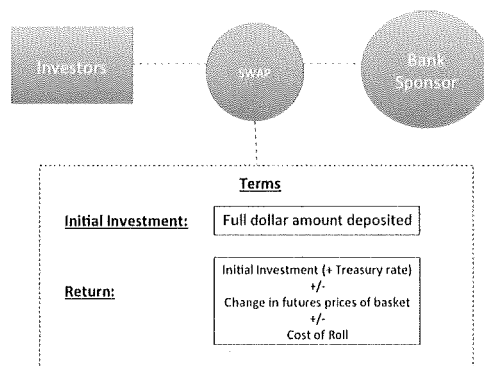 Investors
SWAP
Bank
Sponsor
Terms
Initial Investment:
Full dollar amount deposited
Return:
Initial Investment (+ Treasury rate)
+/-
Change in futures prices of basket
+/-
Cost of Roll